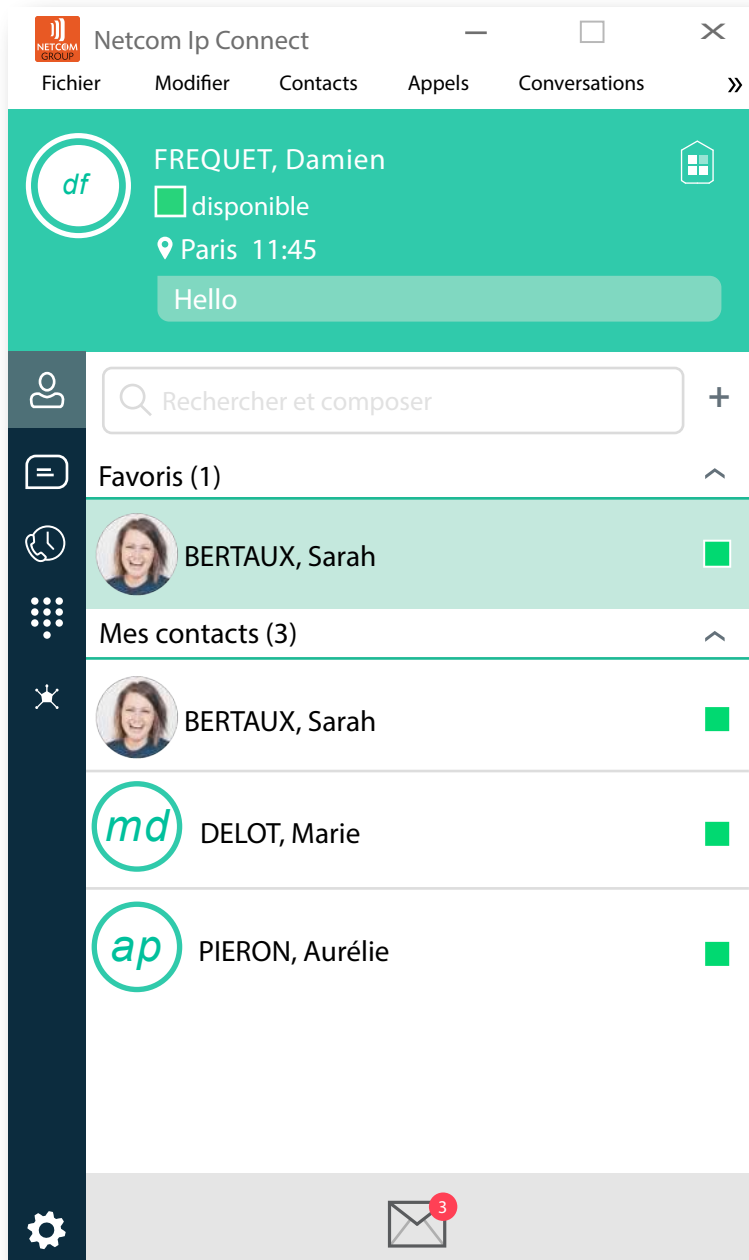 NETCOM
GROUP
Netcom Ip Connect
Fichier Modifier Contacts Appels Conversations »
df
FREQUET, Damien
disponible
Paris 11:45
Hello
Rechercher et composer +
Favoris (1)
BERTAUX, Sarah
Mes contacts (3)
BERTAUX, Sarah
md DELOT, Marie
ap PIERON, Aurélie
3